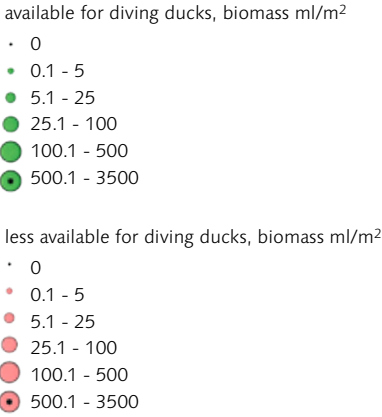 available for diving ducks, biomass ml/m²
0
0.1 - 5
5.1 - 25
25.1 - 100
100.1 - 500
500.1 - 3500
less available for diving ducks, biomass ml/m²
0
0.1 - 5
5.1 - 25
25.1 - 100
100.1 - 500
500.1 - 3500